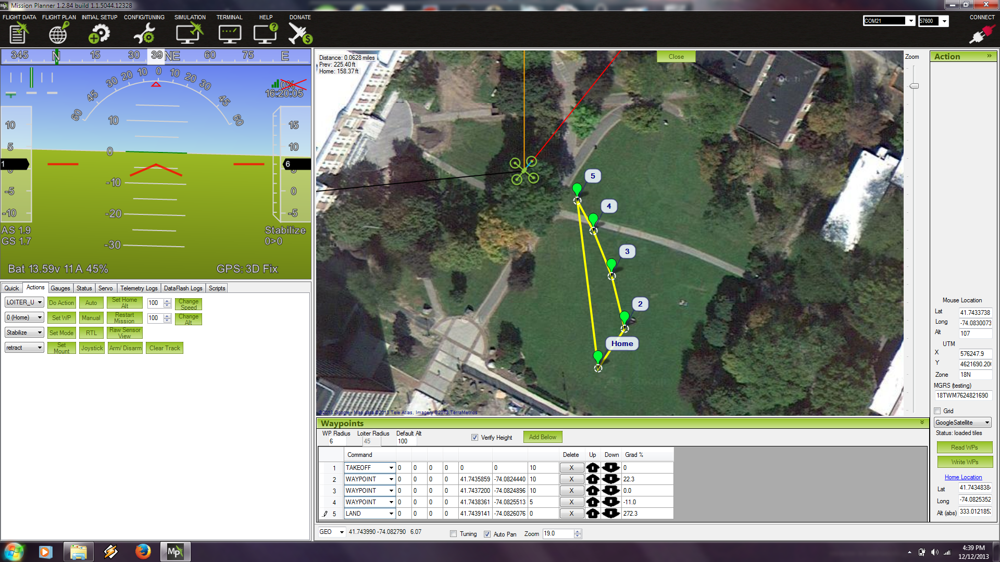 Mission Planner 1.2.84 build 1.1.5044.12328
FLIGHT DATA FLIGHT PLAN INITIAL SETUP CONFIG/TUNING SIMULATION TERMINAL HELP DONATE
COM21 57600 CONNECT
345 N 15 30 39 NE 60 75 E
60 45 30 20 10 0 10 20 30 45 60
0%
16:20:05
10 5 0 -5 -10
1
10 0 -10 -20 -30
15 10 5 0 -5
6
AS 1.9
GS 1.7
Stabilize
0>0
Bat 13.59v 11 A 45% GPS: 3D Fix
Quick Actions Gauges Status Servo Telemetry Logs DataFlash Logs Scripts
LOITER_U Do Action Auto Set Home Alt 100 Change Speed
0 (Home) Set WP Manual Restart Mission 100 Change Alt
Stabilize Set Mode RTL Raw Sensor View
retract Set Mount Joystick Arm/ Disarm Clear Track
Distance: 0.0628 miles
Prev: 225.40 ft
Home: 158.37 ft
Close
5
4
3
2
Home
©2013 Google - Map data ©2013 Tele Atlas, Imagery ©2013 TerraMetrics
Zoom
Waypoints
WP Radius Loiter Radius Default Alt
6 45 100 Verify Height Add Below
Command Delete Up Down Grad %
1 TAKEOFF 0 0 0 0 0 0 10 X 0
2 WAYPOINT 0 0 0 0 41.7435859 -74.0824440 10 X 22.3
3 WAYPOINT 0 0 0 0 41.7437200 -74.0824896 10 X 0.0
4 WAYPOINT 0 0 0 0 41.7438361 -74.0825513 5 X -11.0
5 LAND 0 0 0 0 41.7439141 -74.0826076 0 X 272.3
GEO 41.743990 -74.082790 6.07 Tuning Auto Pan Zoom 19.0
Action
Mouse Location
Lat 41.7433738
Long -74.0830073
Alt 107
UTM
X 576247.9
Y 4621690.20
Zone 18N
MGRS (testing)
18TWM7624821690
Grid
GoogleSatellite
Status: loaded tiles
Read WPs
Write WPs
Home Location
Lat 41.7434838
Long -74.0825352
Alt (abs) 333.012185
Mp
4:39 PM
12/12/2013